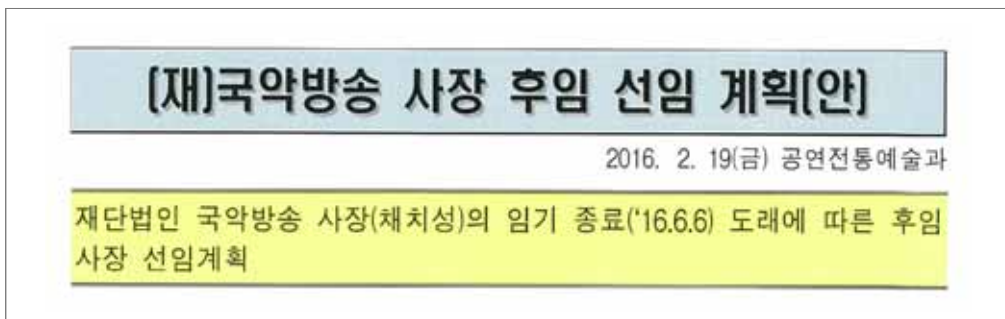 (재)국악방송 사장 후임 선임 계획(안)
2016. 2. 19(금) 공연전통예술과
재단법인 국악방송 사장(채치성)의 임기 종료('16.6.6) 도래에 따른 후임
사장 선임계획